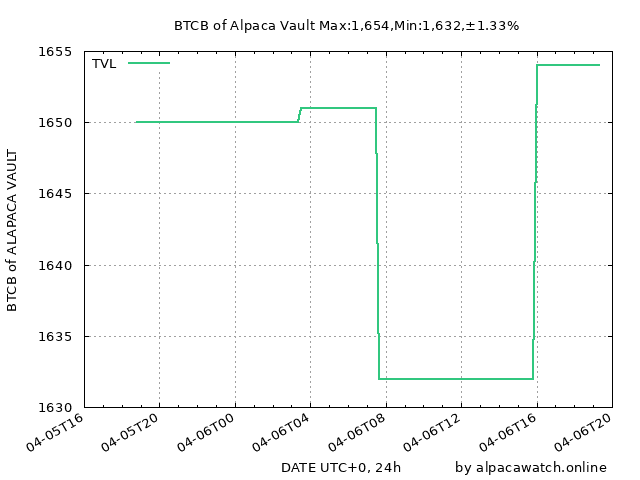 BTCB of Alpaca Vault Max:1,654,Min:1,632,±1.33%
TVL
1655
1650
1645
1640
1635
1630
BTCB of ALAPACA VAULT
04-05T16
04-05T20
04-06T00
04-06T04
04-06T08
04-06T12
04-06T16
04-06T20
DATE UTC+0, 24h
by alpacawatch.online